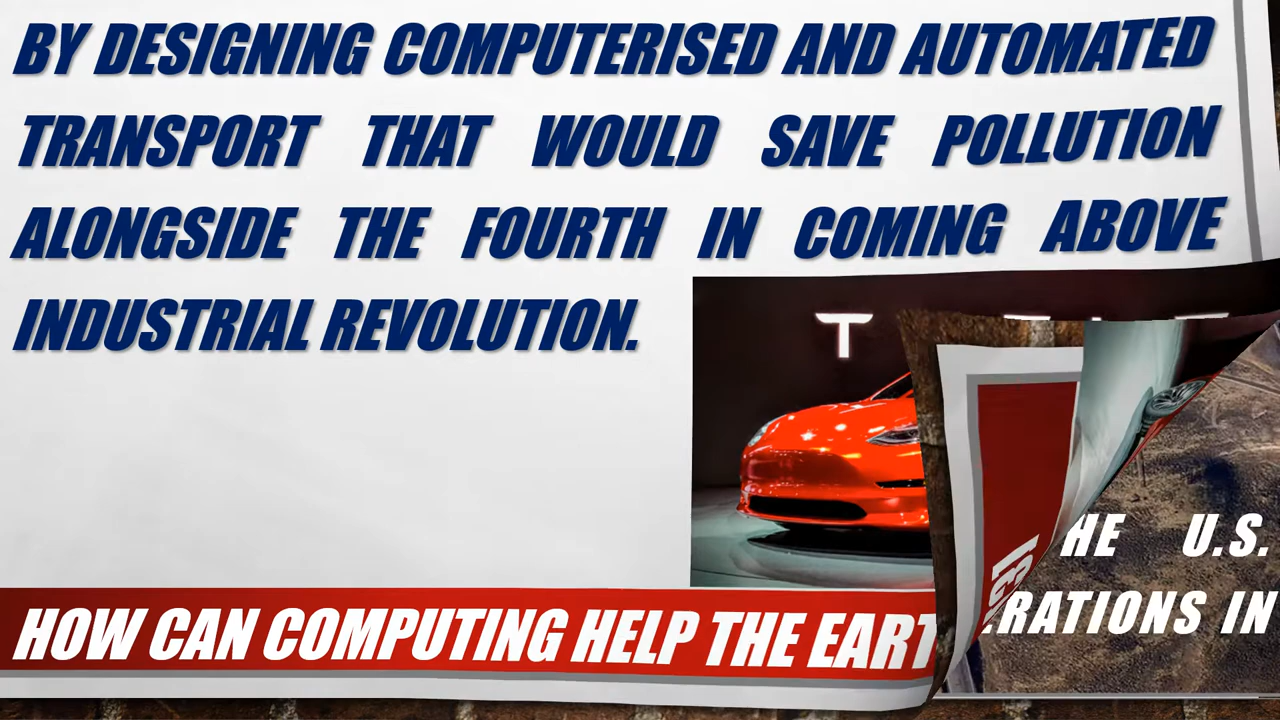 BY DESIGNING COMPUTERISED AND AUTOMATED
TRANSPORT THAT WOULD SAVE POLLUTION
ALONGSIDE THE FOURTH IN COMING ABOVE
INDUSTRIAL REVOLUTION.
T
HOW CAN COMPUTING HELP THE EART
HE U.S.
RATIONS IN